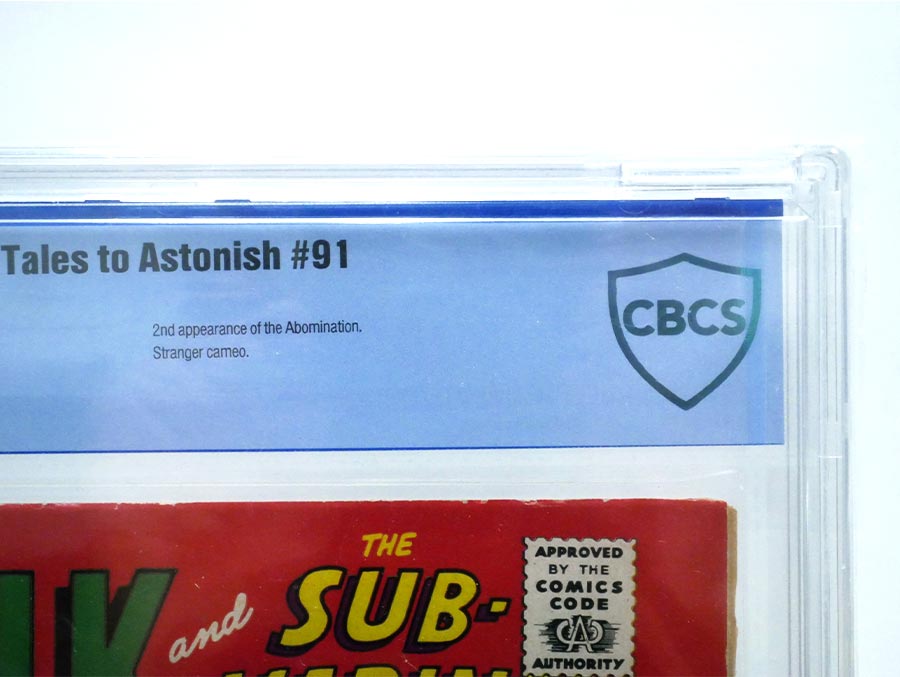 Tales to Astonish #91
2nd appearance of the Abomination.
Stranger cameo.
CBCS
THE
and
SUB-
APPROVED
BY THE
COMICS
CODE
CA
AUTHORITY